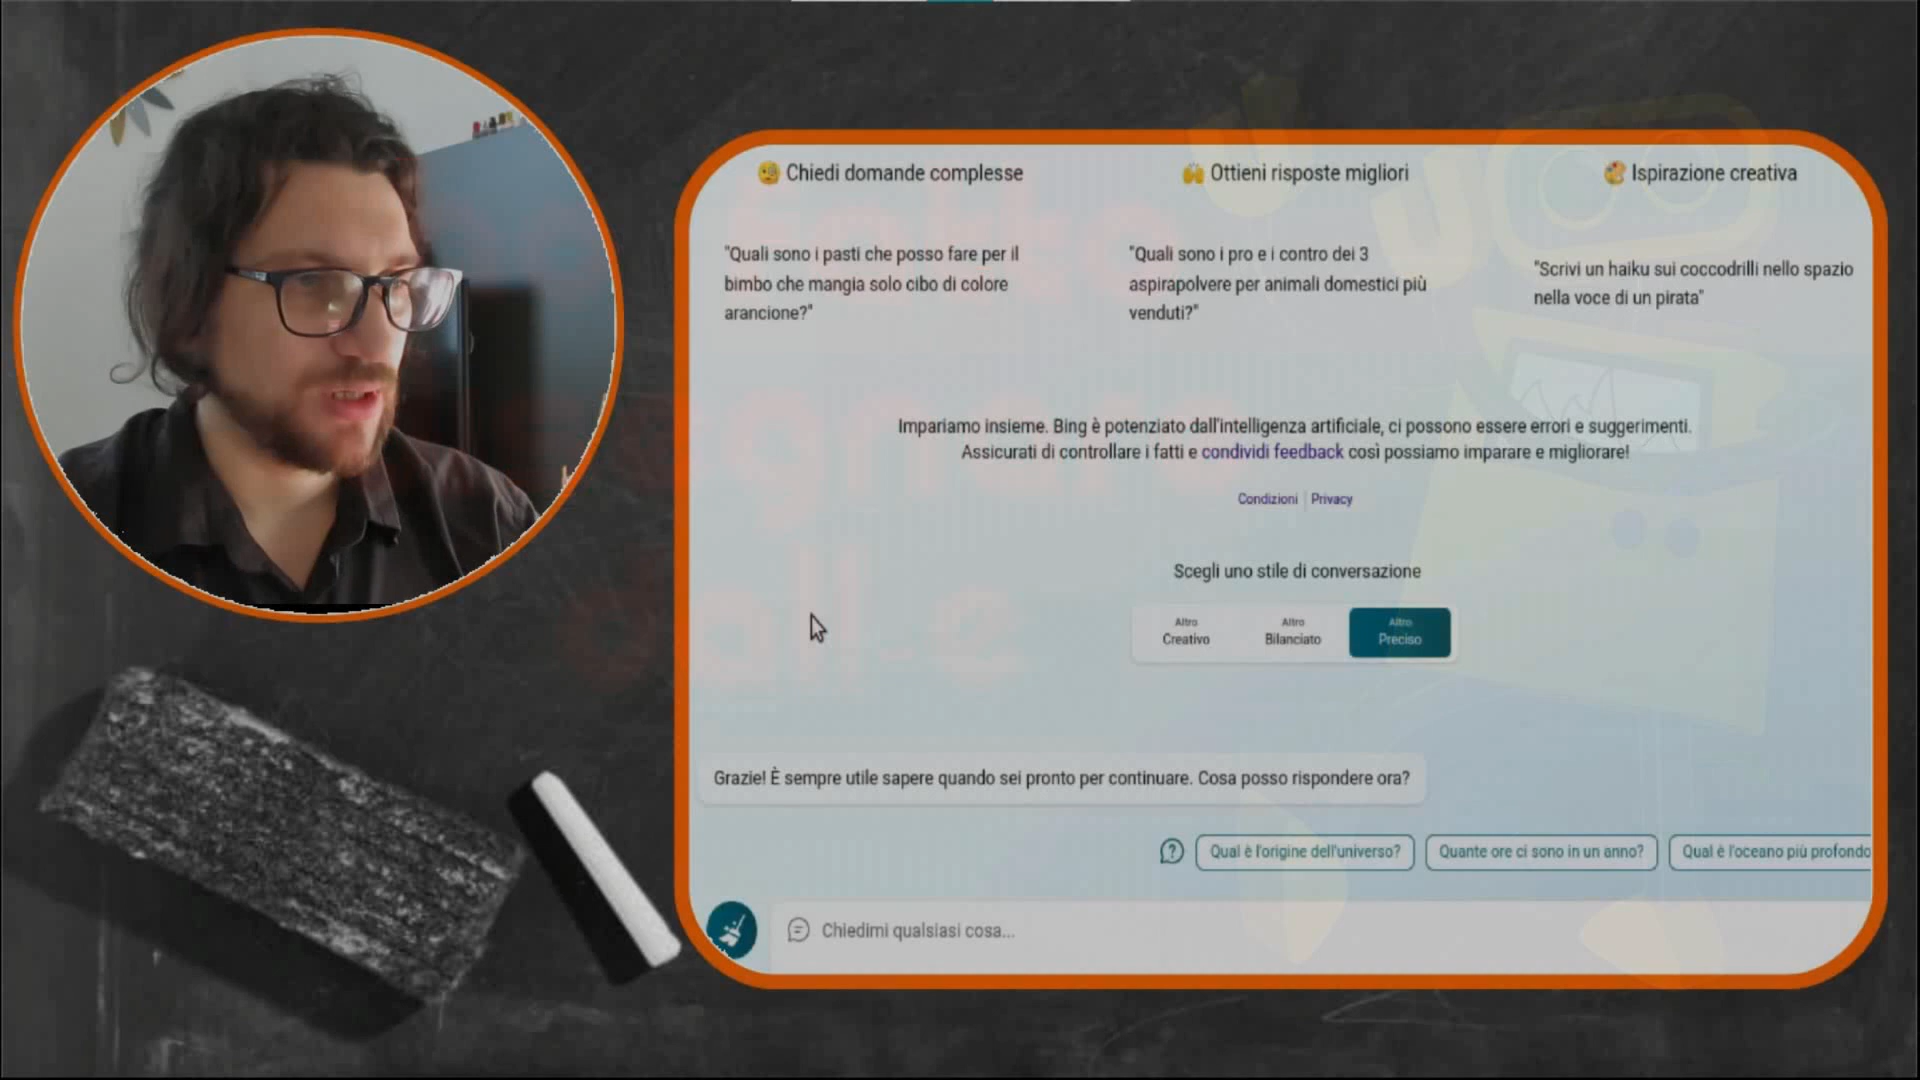 🧐 Chiedi domande complesse
🙌 Ottieni risposte migliori
🎨 Ispirazione creativa
"Quali sono i pasti che posso fare per il
bimbo che mangia solo cibo di colore
arancione?"
"Quali sono i pro e i contro dei 3
aspirapolvere per animali domestici più
venduti?"
"Scrivi un haiku sui coccodrilli nello spazio
nella voce di un pirata"
Impariamo insieme. Bing è potenziato dall'intelligenza artificiale, ci possono essere errori e suggerimenti.
Assicurati di controllare i fatti e condividi feedback così possiamo imparare e migliorare!
Condizioni | Privacy
Scegli uno stile di conversazione
Altro
Creativo
Altro
Bilanciato
Altro
Preciso
Grazie! È sempre utile sapere quando sei pronto per continuare. Cosa posso rispondere ora?
Qual è l'origine dell'universo?
Quante ore ci sono in un anno?
Qual è l'oceano più profondo
Chiedimi qualsiasi cosa...